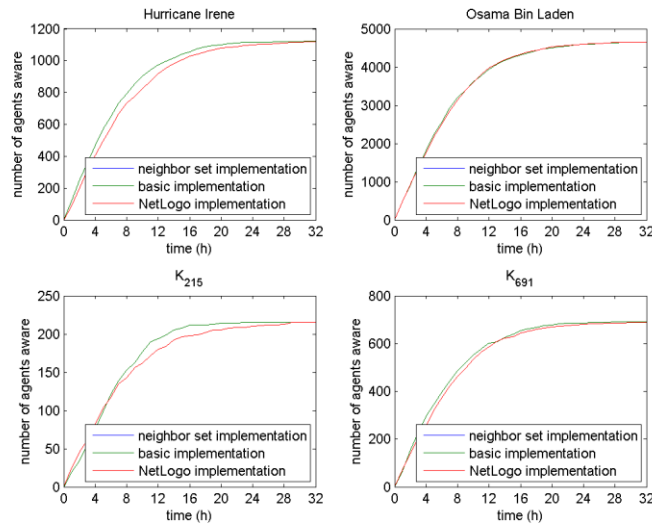 Hurricane Irene
number of agents aware
1200
1000
800
600
400
200
0
neighbor set implementation
basic implementation
NetLogo implementation
0 4 8 12 16 20 24 28 32
time (h)
Osama Bin Laden
number of agents aware
5000
4000
3000
2000
1000
0
neighbor set implementation
basic implementation
NetLogo implementation
0 4 8 12 16 20 24 28 32
time (h)
K215
number of agents aware
250
200
150
100
50
0
neighbor set implementation
basic implementation
NetLogo implementation
0 4 8 12 16 20 24 28 32
time (h)
K691
number of agents aware
800
600
400
200
0
neighbor set implementation
basic implementation
NetLogo implementation
0 4 8 12 16 20 24 28 32
time (h)